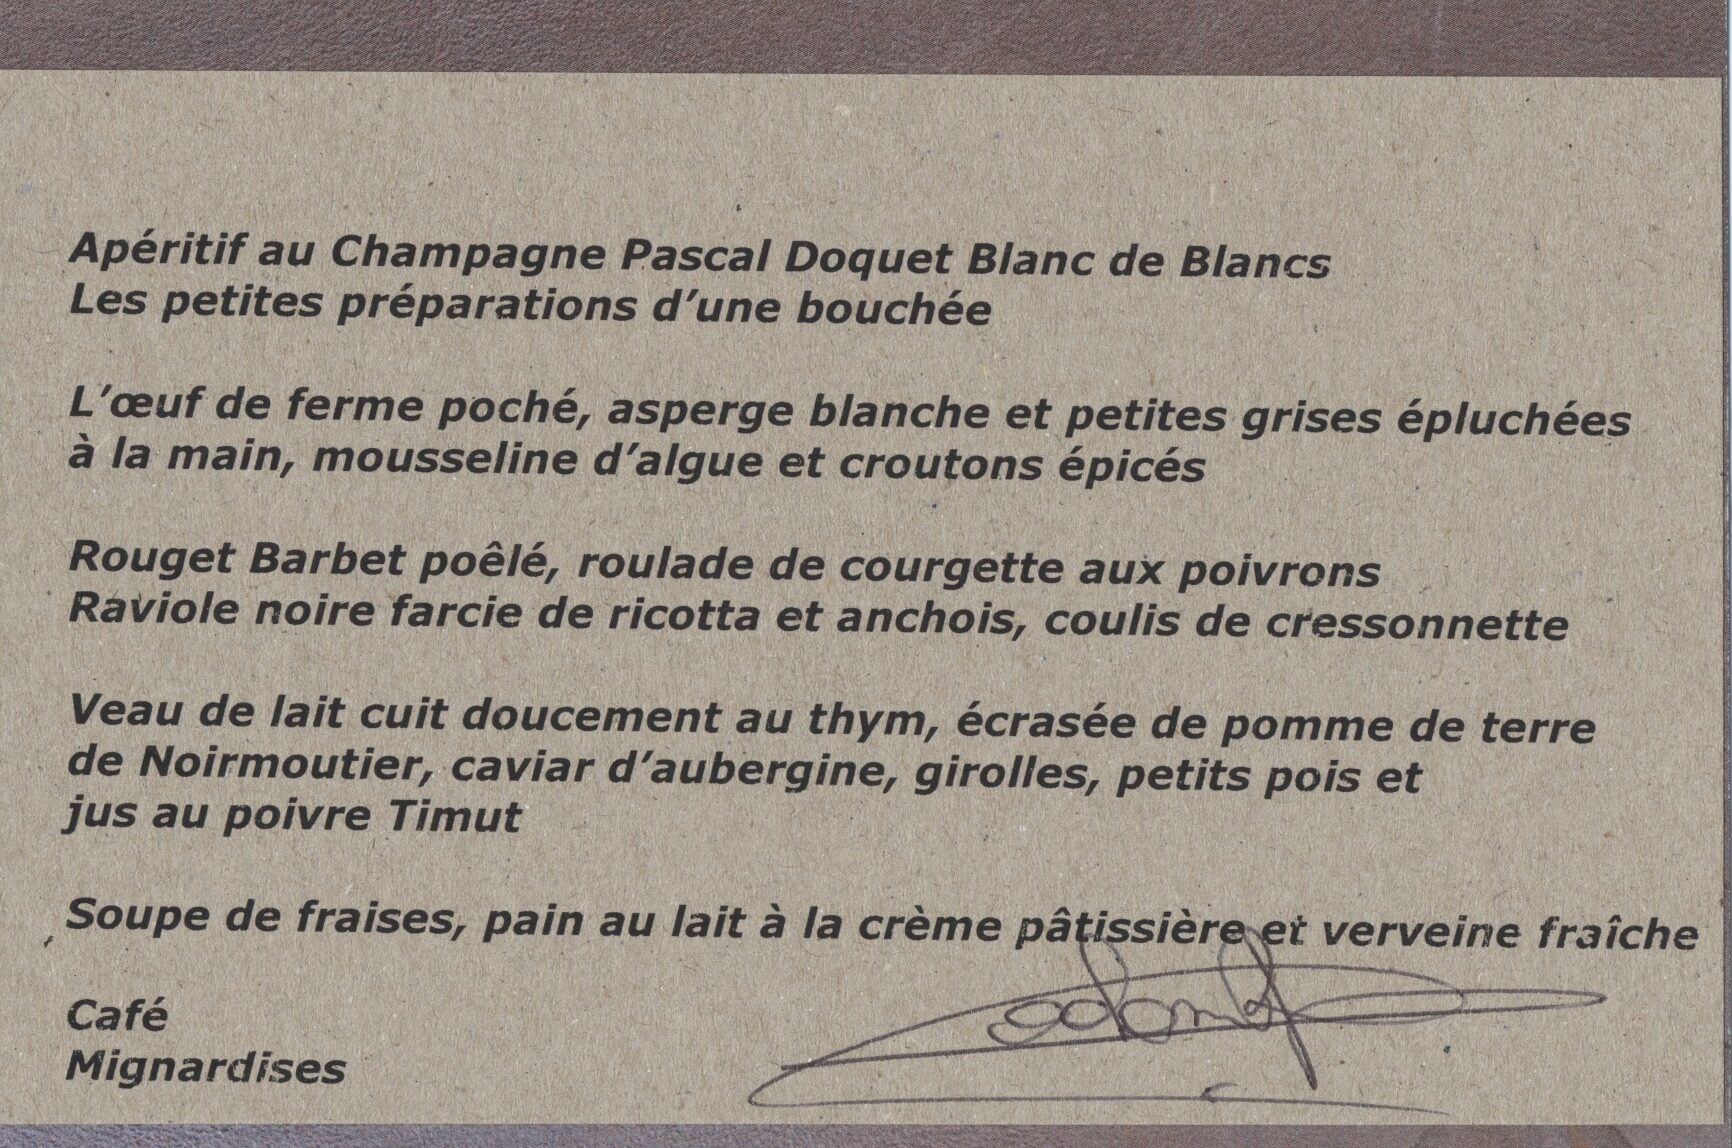 Apéritif au Champagne Pascal Doquet Blanc de Blancs
Les petites préparations d’une bouchée
L’œuf de ferme poché, asperge blanche et petites grises épluchées
à la main, mousseline d’algue et croutons épicés
Rouget Barbet poêlé, roulade de courgette aux poivrons
Raviole noire farcie de ricotta et anchois, coulis de cressonnette
Veau de lait cuit doucement au thym, écrasée de pomme de terre
de Noirmoutier, caviar d’aubergine, girolles, petits pois et
jus au poivre Timut
Soupe de fraises, pain au lait à la crème pâtissière et verveine fraîche
Café
Mignardises